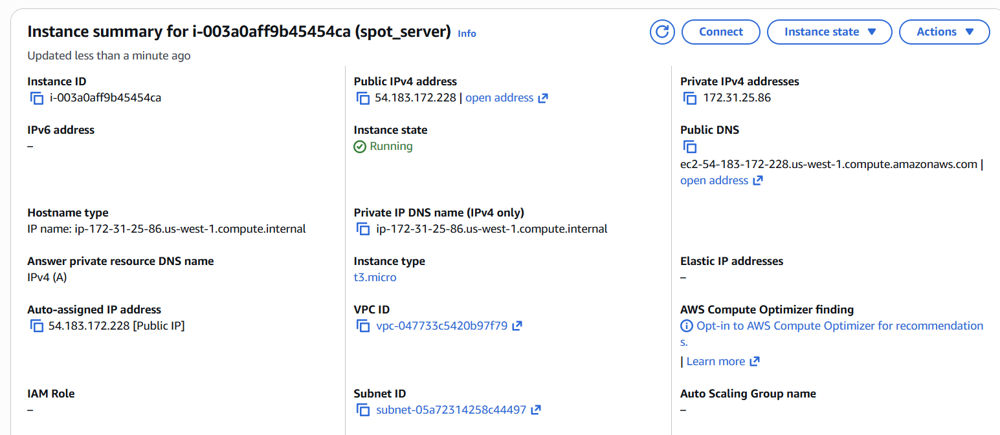 Instance summary for i-003a0aff9b45454ca (spot_server) Info
Connect
Instance state
Actions
Updated less than a minute ago
Instance ID
i-003a0aff9b45454ca
Public IPv4 address
54.183.172.228 | open address
Private IPv4 addresses
172.31.25.86
IPv6 address
–
Instance state
Running
Public DNS
ec2-54-183-172-228.us-west-1.compute.amazonaws.com |
open address
Hostname type
IP name: ip-172-31-25-86.us-west-1.compute.internal
Private IP DNS name (IPv4 only)
ip-172-31-25-86.us-west-1.compute.internal
Answer private resource DNS name
IPv4 (A)
Instance type
t3.micro
Elastic IP addresses
–
Auto-assigned IP address
54.183.172.228 [Public IP]
VPC ID
vpc-047733c5420b97f79
AWS Compute Optimizer finding
Opt-in to AWS Compute Optimizer for recommendation
s.
| Learn more
IAM Role
–
Subnet ID
subnet-05a72314258c44497
Auto Scaling Group name
–